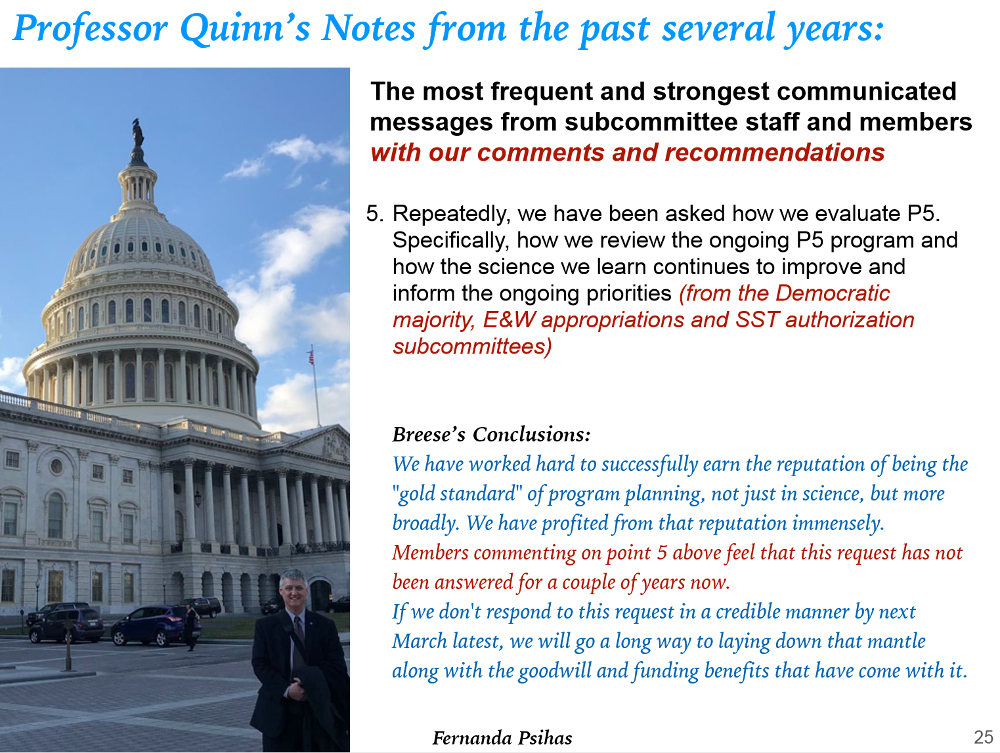 Professor Quinn’s Notes from the past several years:
The most frequent and strongest communicated
messages from subcommittee staff and members
with our comments and recommendations
5. Repeatedly, we have been asked how we evaluate P5.
Specifically, how we review the ongoing P5 program and
how the science we learn continues to improve and
inform the ongoing priorities (from the Democratic
majority, E&W appropriations and SST authorization
subcommittees)
Breese’s Conclusions:
We have worked hard to successfully earn the reputation of being the
"gold standard" of program planning, not just in science, but more
broadly. We have profited from that reputation immensely.
Members commenting on point 5 above feel that this request has not
been answered for a couple of years now.
If we don't respond to this request in a credible manner by next
March latest, we will go a long way to laying down that mantle
along with the goodwill and funding benefits that have come with it.
Fernanda Psihas
25